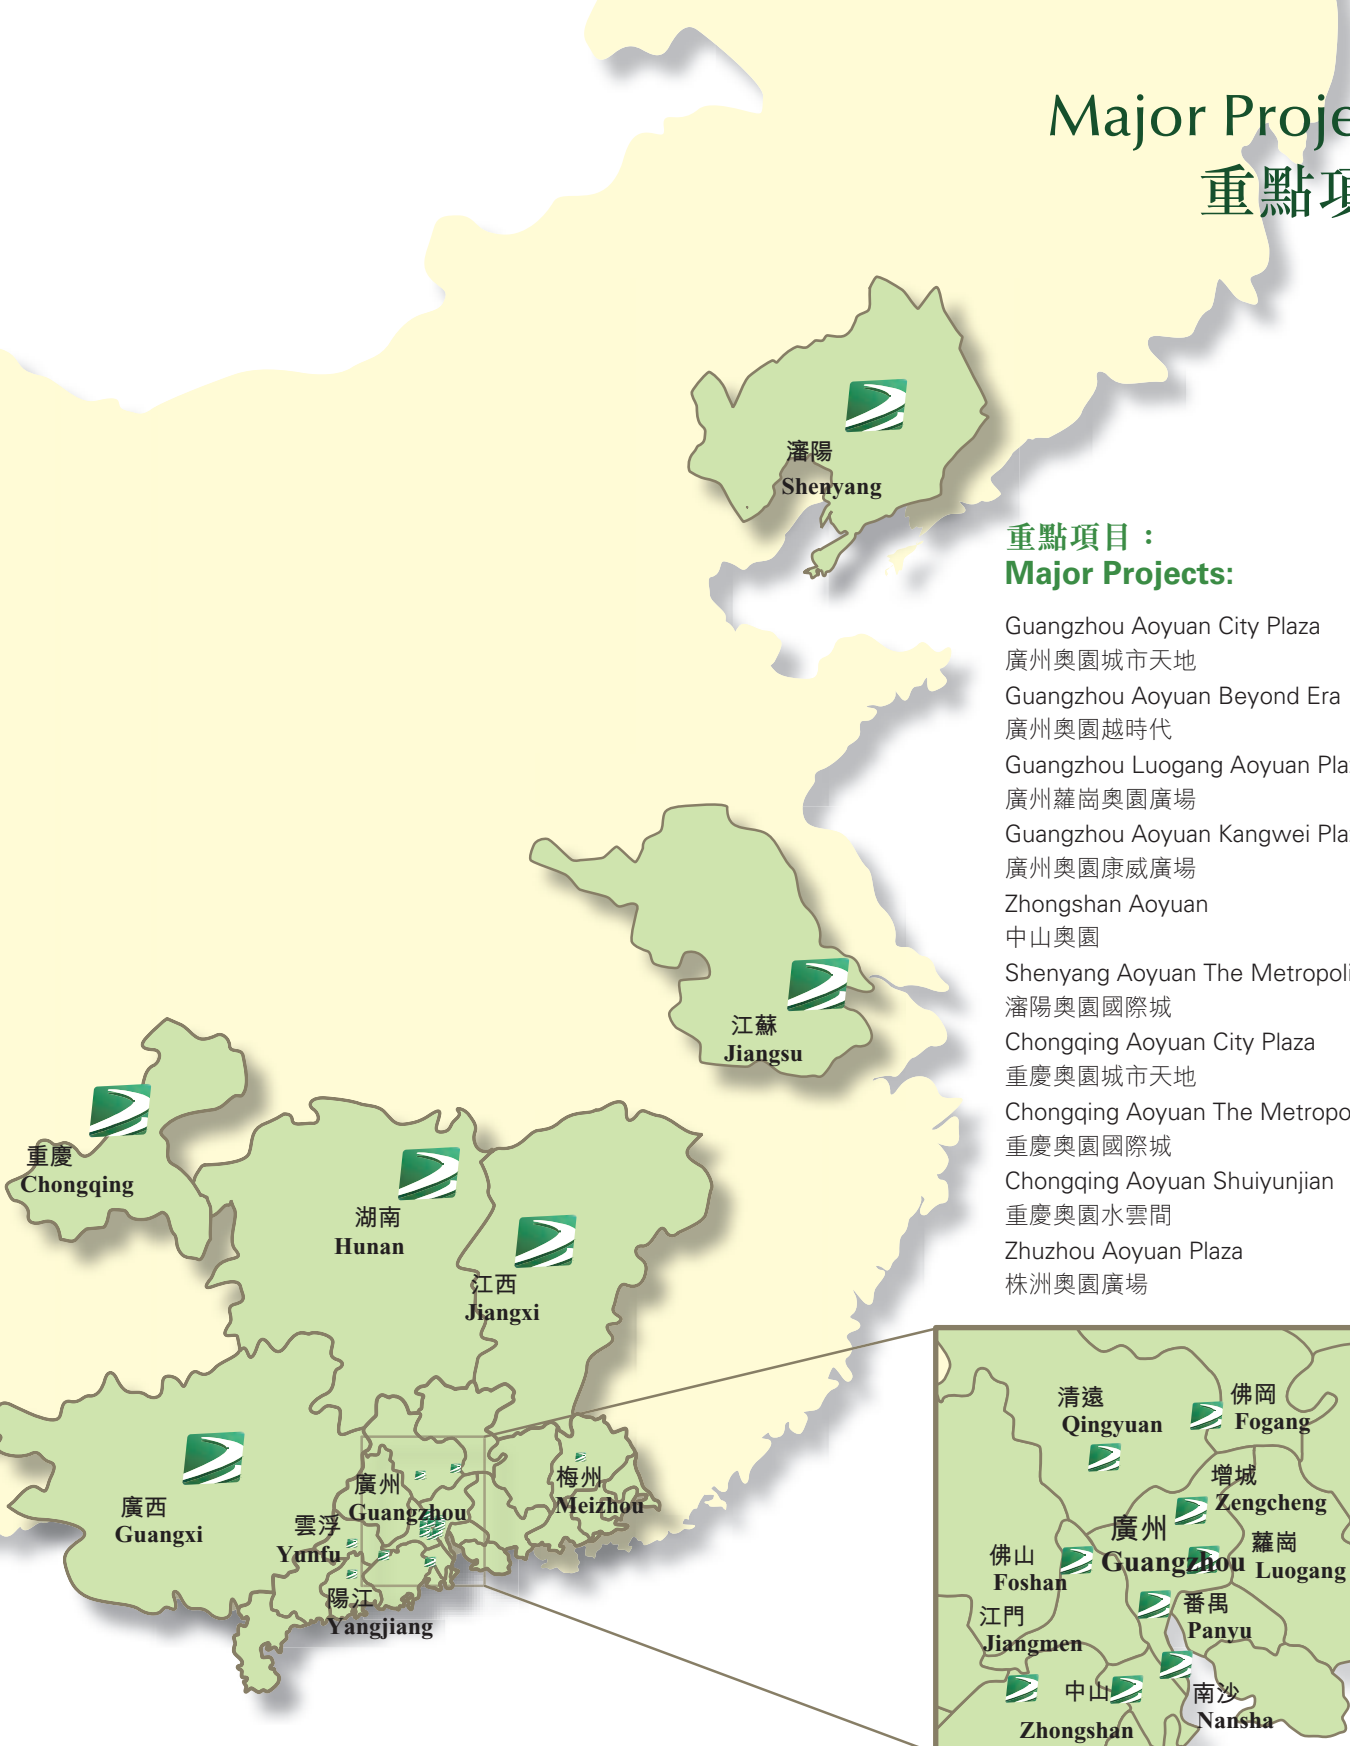 Major Proje
重點項
瀋陽
Shenyang
重點項目：
Major Projects:
Guangzhou Aoyuan City Plaza
廣州奧園城市天地
Guangzhou Aoyuan Beyond Era
廣州奧園越時代
Guangzhou Luogang Aoyuan Pla
廣州蘿崗奧園廣場
Guangzhou Aoyuan Kangwei Pla
廣州奧園康威廣場
Zhongshan Aoyuan
中山奧園
Shenyang Aoyuan The Metropoli
瀋陽奧園國際城
Chongqing Aoyuan City Plaza
重慶奧園城市天地
Chongqing Aoyuan The Metropo
重慶奧園國際城
Chongqing Aoyuan Shuiyunjian
重慶奧園水雲間
Zhuzhou Aoyuan Plaza
株洲奧園廣場
江蘇
Jiangsu
重慶
Chongqing
湖南
Hunan
江西
Jiangxi
廣西
Guangxi
廣州
Guangzhou
梅州
Meizhou
雲浮
Yunfu
陽江
Yangjiang
清遠
Qingyuan
佛岡
Fogang
增城
Zengcheng
廣州
Guangzhou
蘿崗
Luogang
佛山
Foshan
番禺
Panyu
江門
Jiangmen
中山
Zhongshan
南沙
Nansha